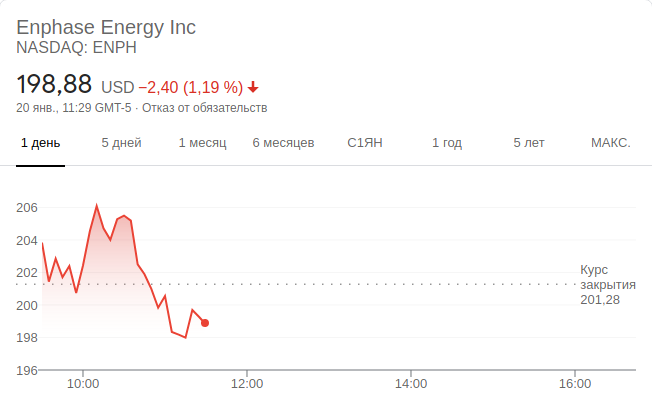 Enphase Energy Inc
NASDAQ: ENPH
198,88 USD −2,40 (1,19 %)
20 янв., 11:29 GMT-5 · Отказ от обязательств
1 день 5 дней 1 месяц 6 месяцев С1ЯН 1 год 5 лет МАКС.
206
204
202
200
198
196
Курс
закрытия
201,28
10:00 12:00 14:00 16:00